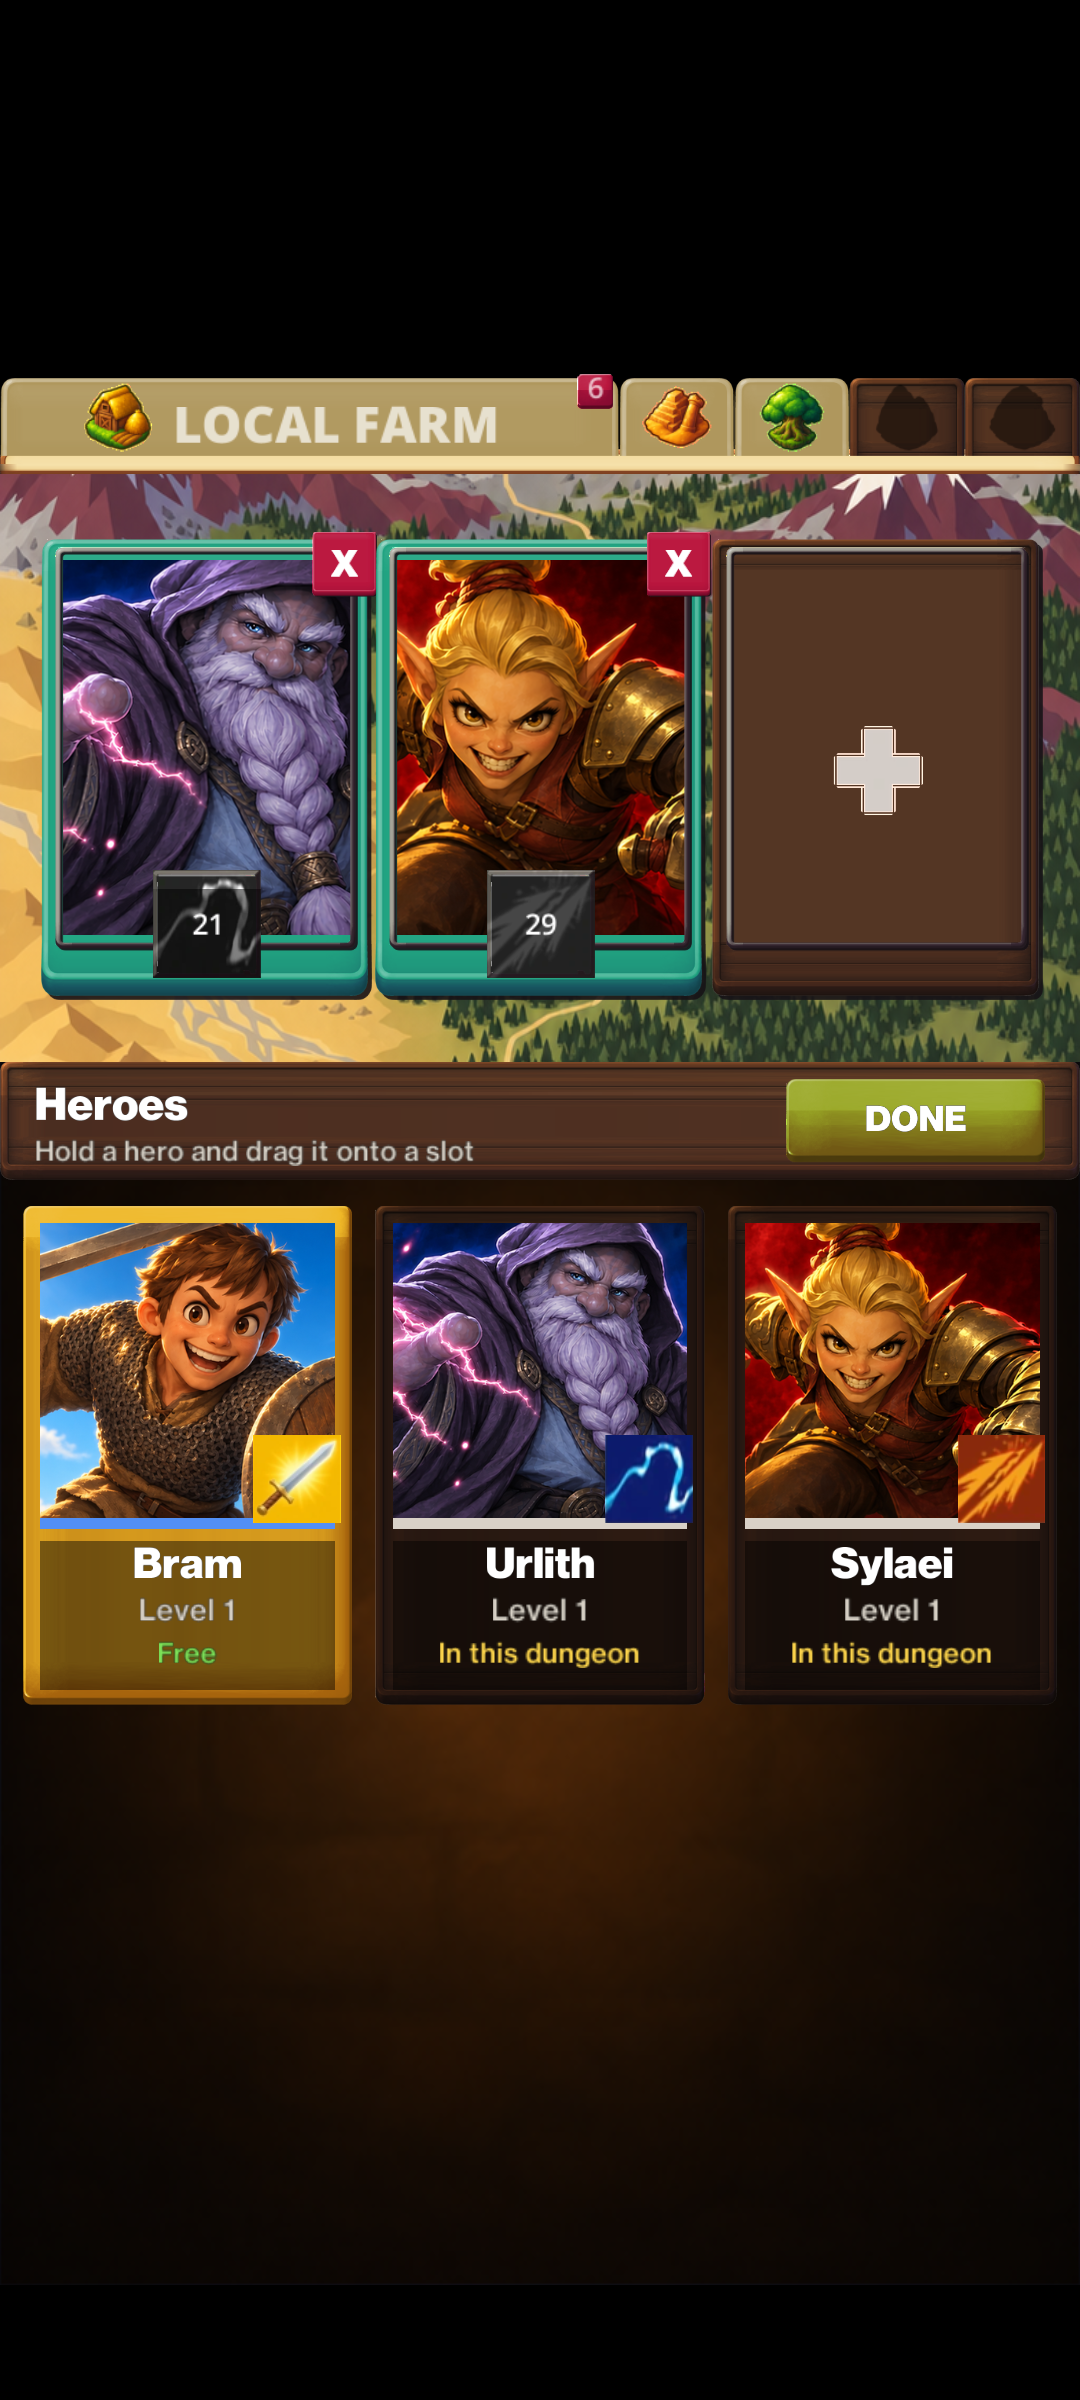 LOCAL FARM
6
X
X
21
29
Heroes
Hold a hero and drag it onto a slot
DONE
Bram
Level 1
Free
Urlith
Level 1
In this dungeon
Sylaei
Level 1
In this dungeon